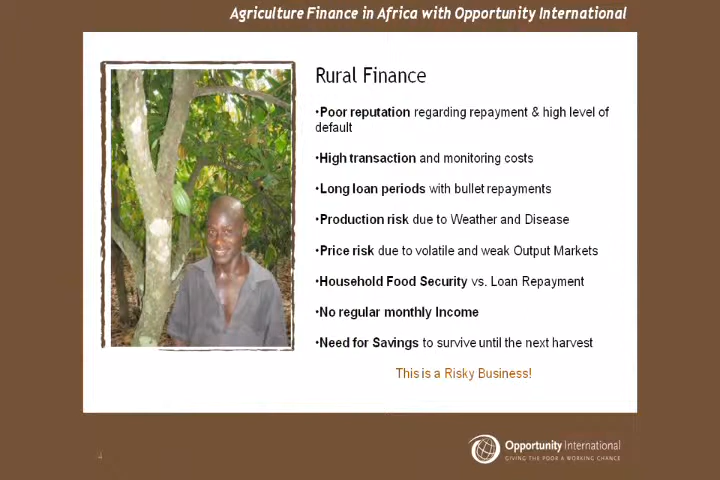 Agriculture Finance in Africa with Opportunity International
Rural Finance
•Poor reputation regarding repayment & high level of
default
•High transaction and monitoring costs
•Long loan periods with bullet repayments
•Production risk due to Weather and Disease
•Price risk due to volatile and weak Output Markets
•Household Food Security vs. Loan Repayment
•No regular monthly Income
•Need for Savings to survive until the next harvest
This is a Risky Business!
4
Opportunity International
GIVING THE POOR A WORKING CHANCE